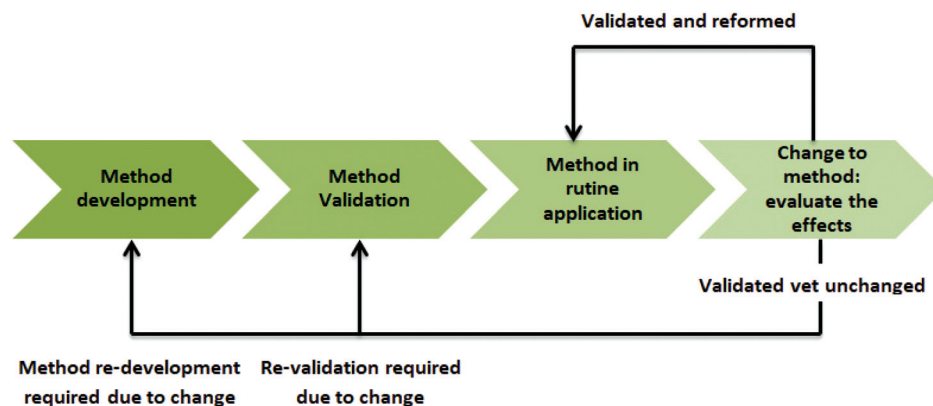 Validated and reformed
Method
development
Method
Validation
Method in
rutine
application
Change to
method:
evaluate the
effects
Validated vet unchanged
Method re-development
required due to change
Re-validation required
due to change